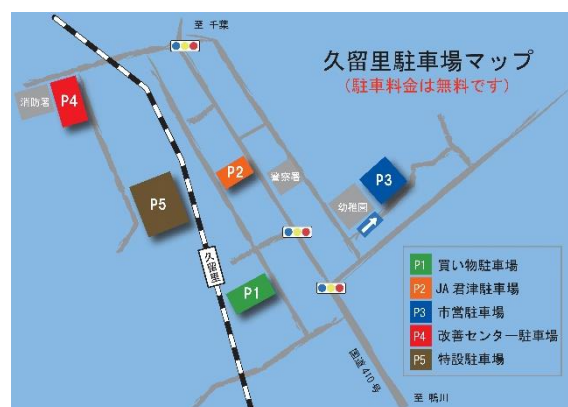 至 千葉
久留里駐車場マップ
(駐車料金は無料です)
消防署
P4
P2
警察署
P3
P5
幼稚園
久留里
P1
国道410号
至 鴨川
P1 買い物駐車場
P2 JA君津駐車場
P3 市営駐車場
P4 改善センター駐車場
P5 特設駐車場